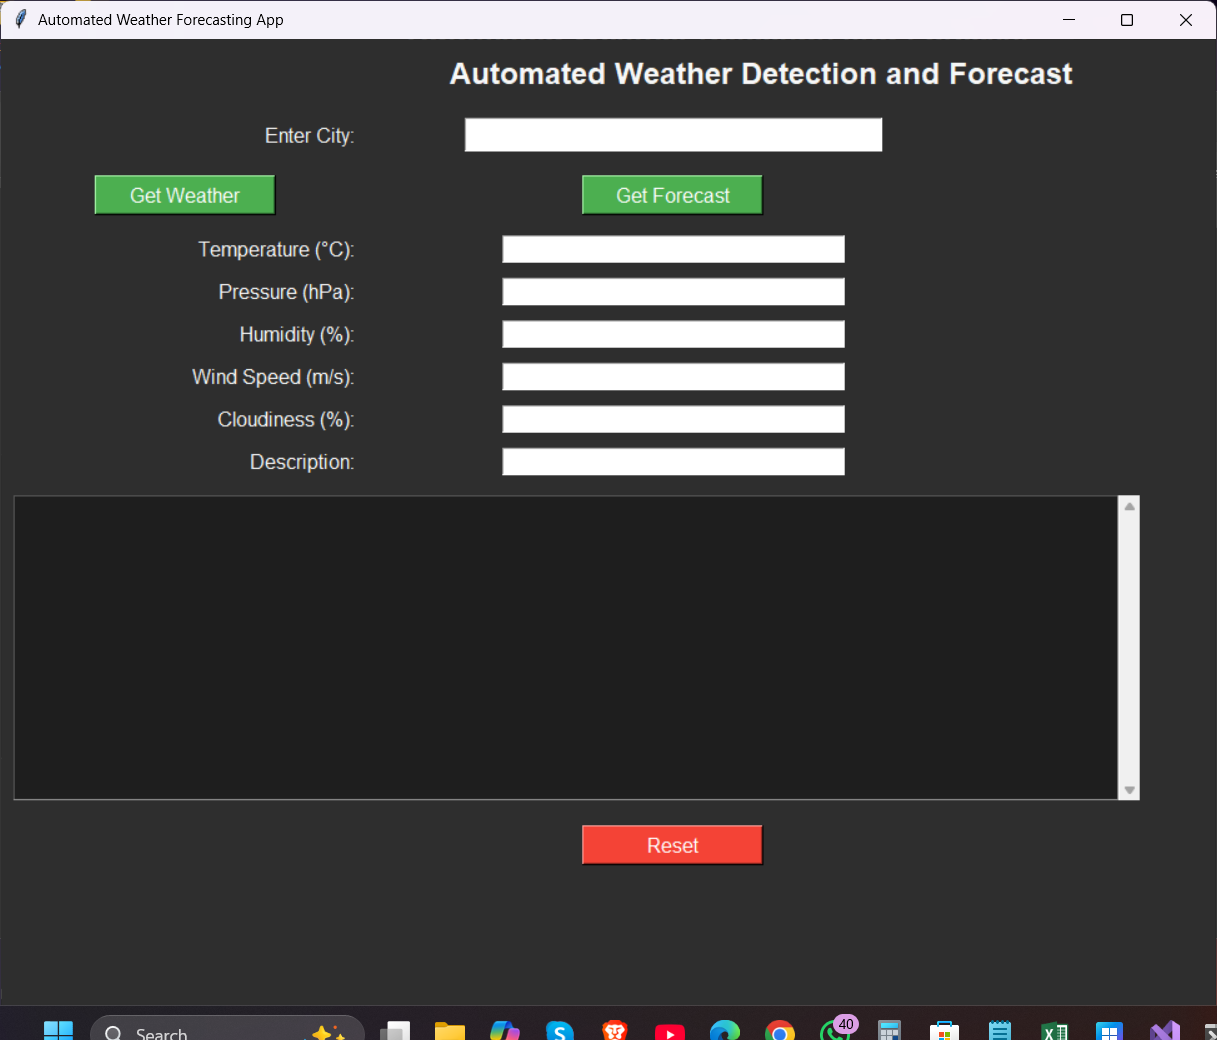 Automated Weather Forecasting App
Automated Weather Detection and Forecast
Enter City:
Get Weather
Get Forecast
Temperature (°C):
Pressure (hPa):
Humidity (%):
Wind Speed (m/s):
Cloudiness (%):
Description:
Reset
Search
40